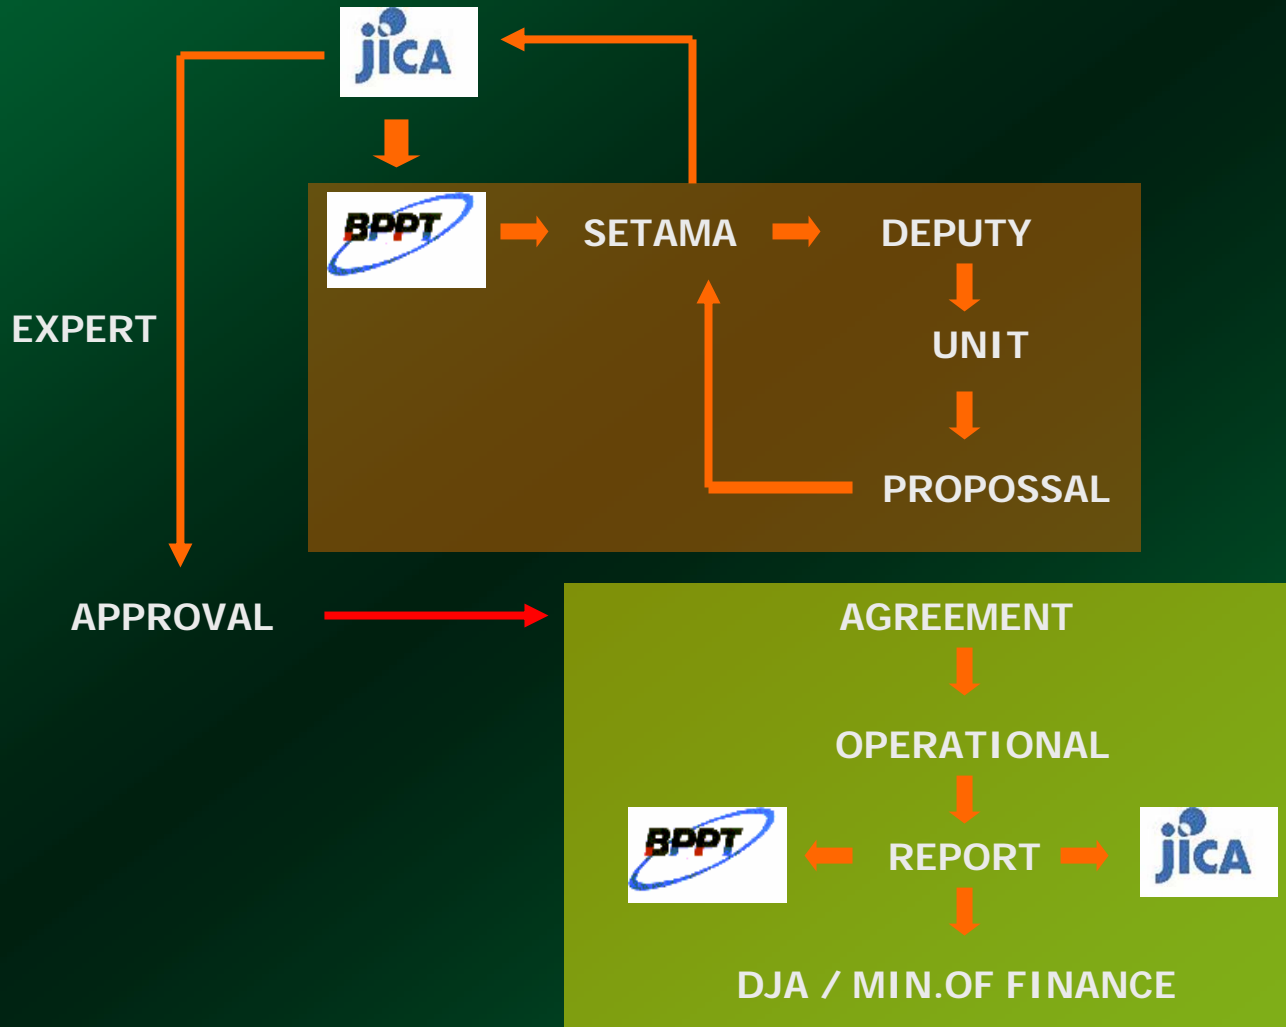 jICA
BPPT
SETAMA
DEPUTY
EXPERT
UNIT
PROPOSSAL
APPROVAL
AGREEMENT
OPERATIONAL
BPPT
REPORT
jICA
DJA / MIN.OF FINANCE